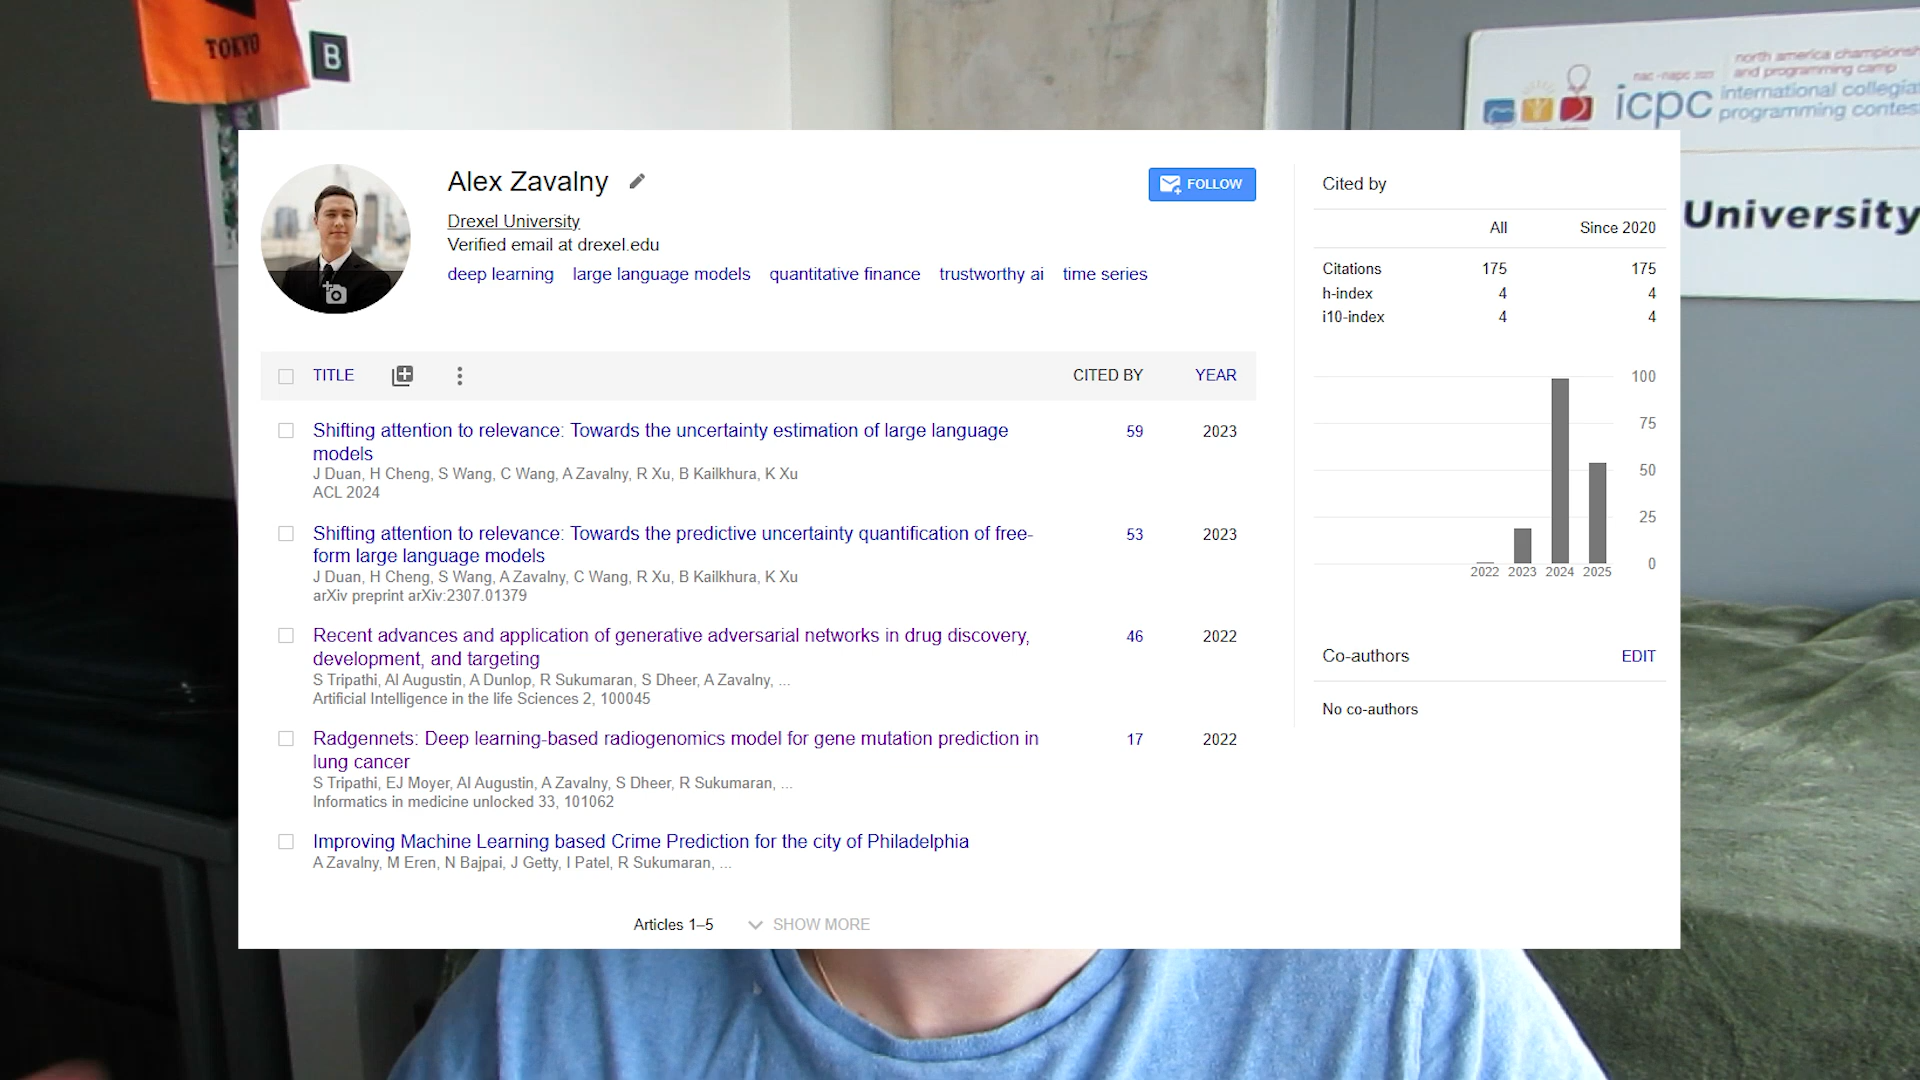 TOKYO
B
north america championship
nac-napc 2023 and programming camp
icpc international collegia
programming contes
University
Alex Zavalny
FOLLOW
Drexel University
Verified email at drexel.edu
deep learning large language models quantitative finance trustworthy ai time series
TITLE CITED BY YEAR
Shifting attention to relevance: Towards the uncertainty estimation of large language 59 2023
models
J Duan, H Cheng, S Wang, C Wang, A Zavalny, R Xu, B Kailkhura, K Xu
ACL 2024
Shifting attention to relevance: Towards the predictive uncertainty quantification of free- 53 2023
form large language models
J Duan, H Cheng, S Wang, A Zavalny, C Wang, R Xu, B Kailkhura, K Xu
arXiv preprint arXiv:2307.01379
Recent advances and application of generative adversarial networks in drug discovery, 46 2022
development, and targeting
S Tripathi, AI Augustin, A Dunlop, R Sukumaran, S Dheer, A Zavalny, ...
Artificial Intelligence in the life Sciences 2, 100045
Radgennets: Deep learning-based radiogenomics model for gene mutation prediction in 17 2022
lung cancer
S Tripathi, EJ Moyer, AI Augustin, A Zavalny, S Dheer, R Sukumaran, ...
Informatics in medicine unlocked 33, 101062
Improving Machine Learning based Crime Prediction for the city of Philadelphia
A Zavalny, M Eren, N Bajpai, J Getty, I Patel, R Sukumaran, ...
Articles 1–5 SHOW MORE
Cited by
All Since 2020
Citations 175 175
h-index 4 4
i10-index 4 4
100
75
50
25
0
2022 2023 2024 2025
Co-authors EDIT
No co-authors